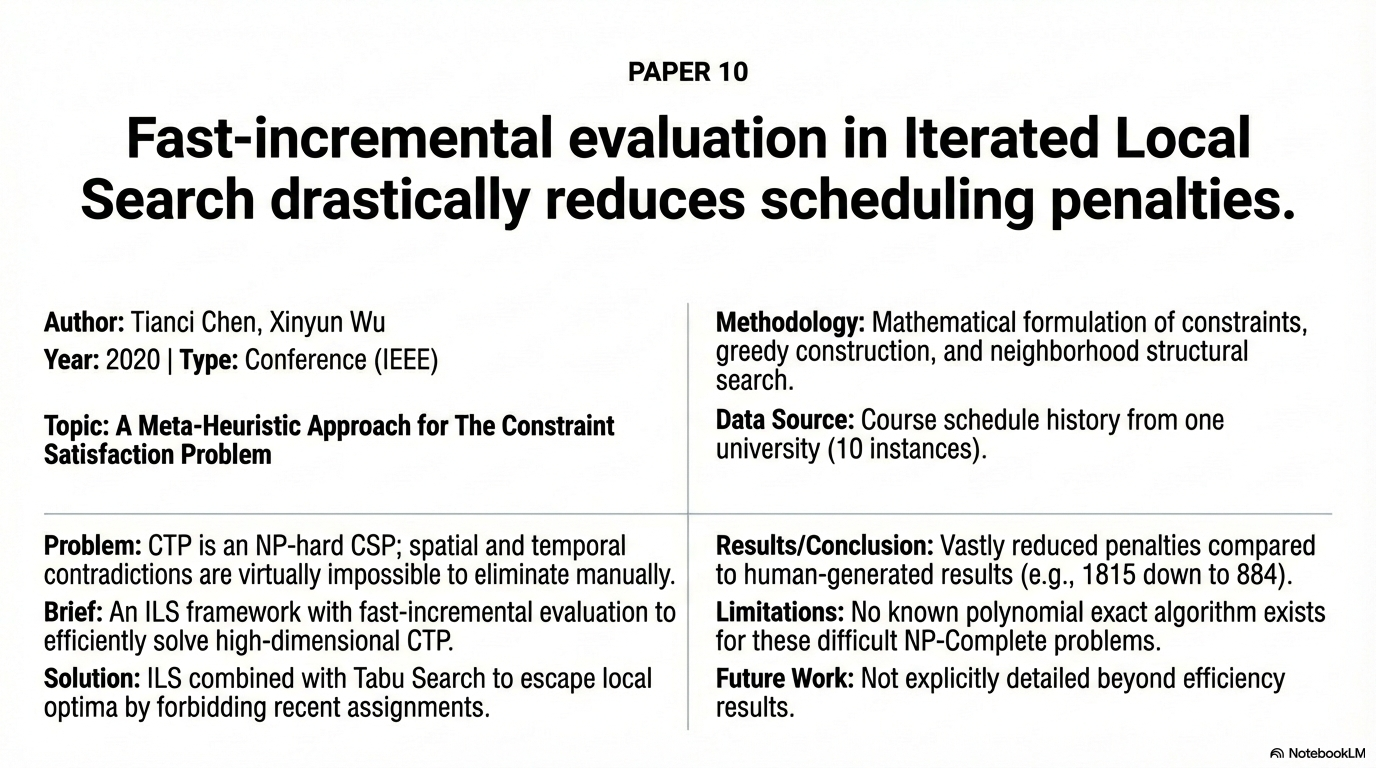 PAPER 10
Fast-incremental evaluation in Iterated Local
Search drastically reduces scheduling penalties.
Author: Tianci Chen, Xinyun Wu
Year: 2020 | Type: Conference (IEEE)
Topic: A Meta-Heuristic Approach for The Constraint
Satisfaction Problem
Methodology: Mathematical formulation of constraints,
greedy construction, and neighborhood structural
search.
Data Source: Course schedule history from one
university (10 instances).
Problem: CTP is an NP-hard CSP; spatial and temporal
contradictions are virtually impossible to eliminate manually.
Brief: An ILS framework with fast-incremental evaluation to
efficiently solve high-dimensional CTP.
Solution: ILS combined with Tabu Search to escape local
optima by forbidding recent assignments.
Results/Conclusion: Vastly reduced penalties compared
to human-generated results (e.g., 1815 down to 884).
Limitations: No known polynomial exact algorithm exists
for these difficult NP-Complete problems.
Future Work: Not explicitly detailed beyond efficiency
results.
NotebookLM